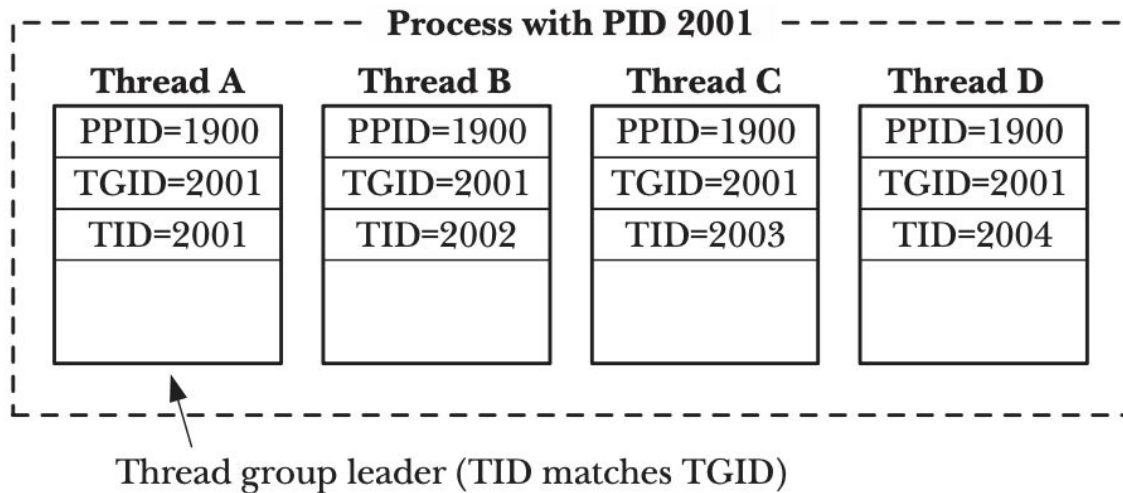 Process with PID 2001
Thread A Thread B Thread C Thread D
PPID=1900 PPID=1900 PPID=1900 PPID=1900
TGID=2001 TGID=2001 TGID=2001 TGID=2001
TID=2001 TID=2002 TID=2003 TID=2004
Thread group leader (TID matches TGID)